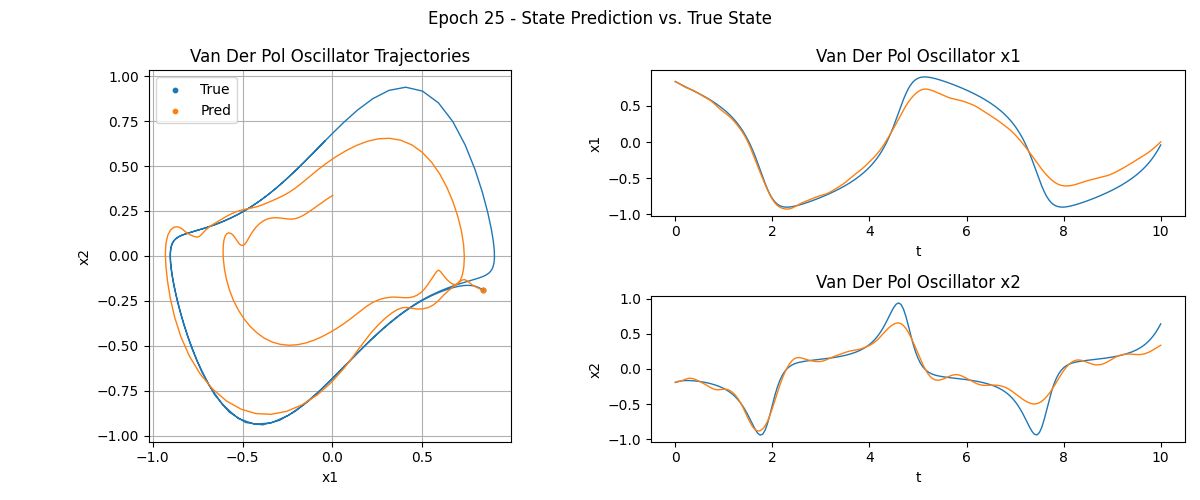 Epoch 25 - State Prediction vs. True State
Van Der Pol Oscillator Trajectories
1.00
0.75
0.50
0.25
0.00
−0.25
−0.50
−0.75
−1.00
x2
True
Pred
−1.0
−0.5
0.0
0.5
x1
Van Der Pol Oscillator x1
0.5
0.0
−0.5
−1.0
x1
0
2
4
6
8
10
t
Van Der Pol Oscillator x2
1.0
0.5
0.0
−0.5
−1.0
x2
0
2
4
6
8
10
t